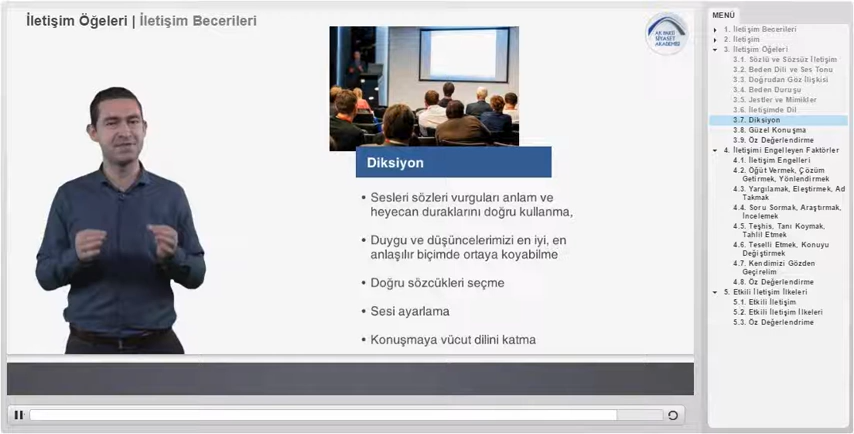 İletişim Öğeleri | İletişim Becerileri
AK PARTİ
SİYASET
AKADEMİSİ
Diksiyon
• Sesleri sözleri vurguları anlam ve
heyecan duraklarını doğru kullanma,
• Duygu ve düşüncelerimizi en iyi, en
anlaşılır biçimde ortaya koyabilme
• Doğru sözcükleri seçme
• Sesi ayarlama
• Konuşmaya vücut dilini katma
MENÜ
1. İletişim Becerileri
2. İletişim
3. İletişim Öğeleri
3.1. Sözlü ve Sözsüz İletişim
3.2. Beden Dili ve Ses Tonu
3.3. Doğrudan Göz İlişkisi
3.4. Beden Duruşu
3.5. Jestler ve Mimikler
3.6. İletişimde Dil
3.7. Diksiyon
3.8. Güzel Konuşma
3.9. Öz Değerlendirme
4. İletişimi Engelleyen Faktörler
4.1. İletişim Engelleri
4.2. Öğüt Vermek, Çözüm
Getirmek, Yönlendirmek
4.3. Yargılamak, Eleştirmek, Ad
Takmak
4.4. Soru Sormak, Araştırmak,
İncelemek
4.5. Teşhis, Tanı Koymak,
Tahlil Etmek
4.6. Teselli Etmek, Konuyu
Değiştirmek
4.7. Kendimizi Gözden
Geçirelim
4.8. Öz Değerlendirme
5. Etkili İletişim İlkeleri
5.1. Etkili İletişim
5.2. Etkili İletişim İlkeleri
5.3. Öz Değerlendrime